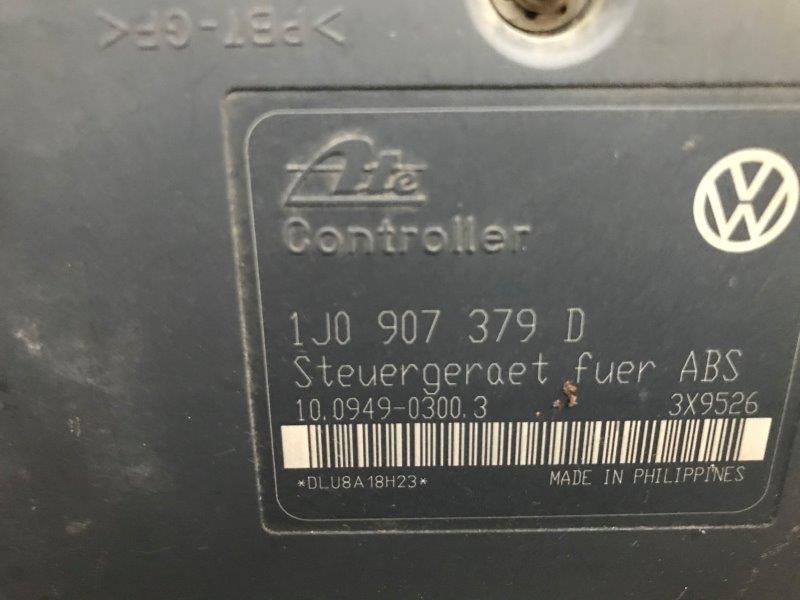 >PBT-GF<
Ate
Controller
1J0 907 379 D
Steuergeraet fuer ABS
10.0949-0300.3 3X9526
*DLU8A18H23* MADE IN PHILIPPINES